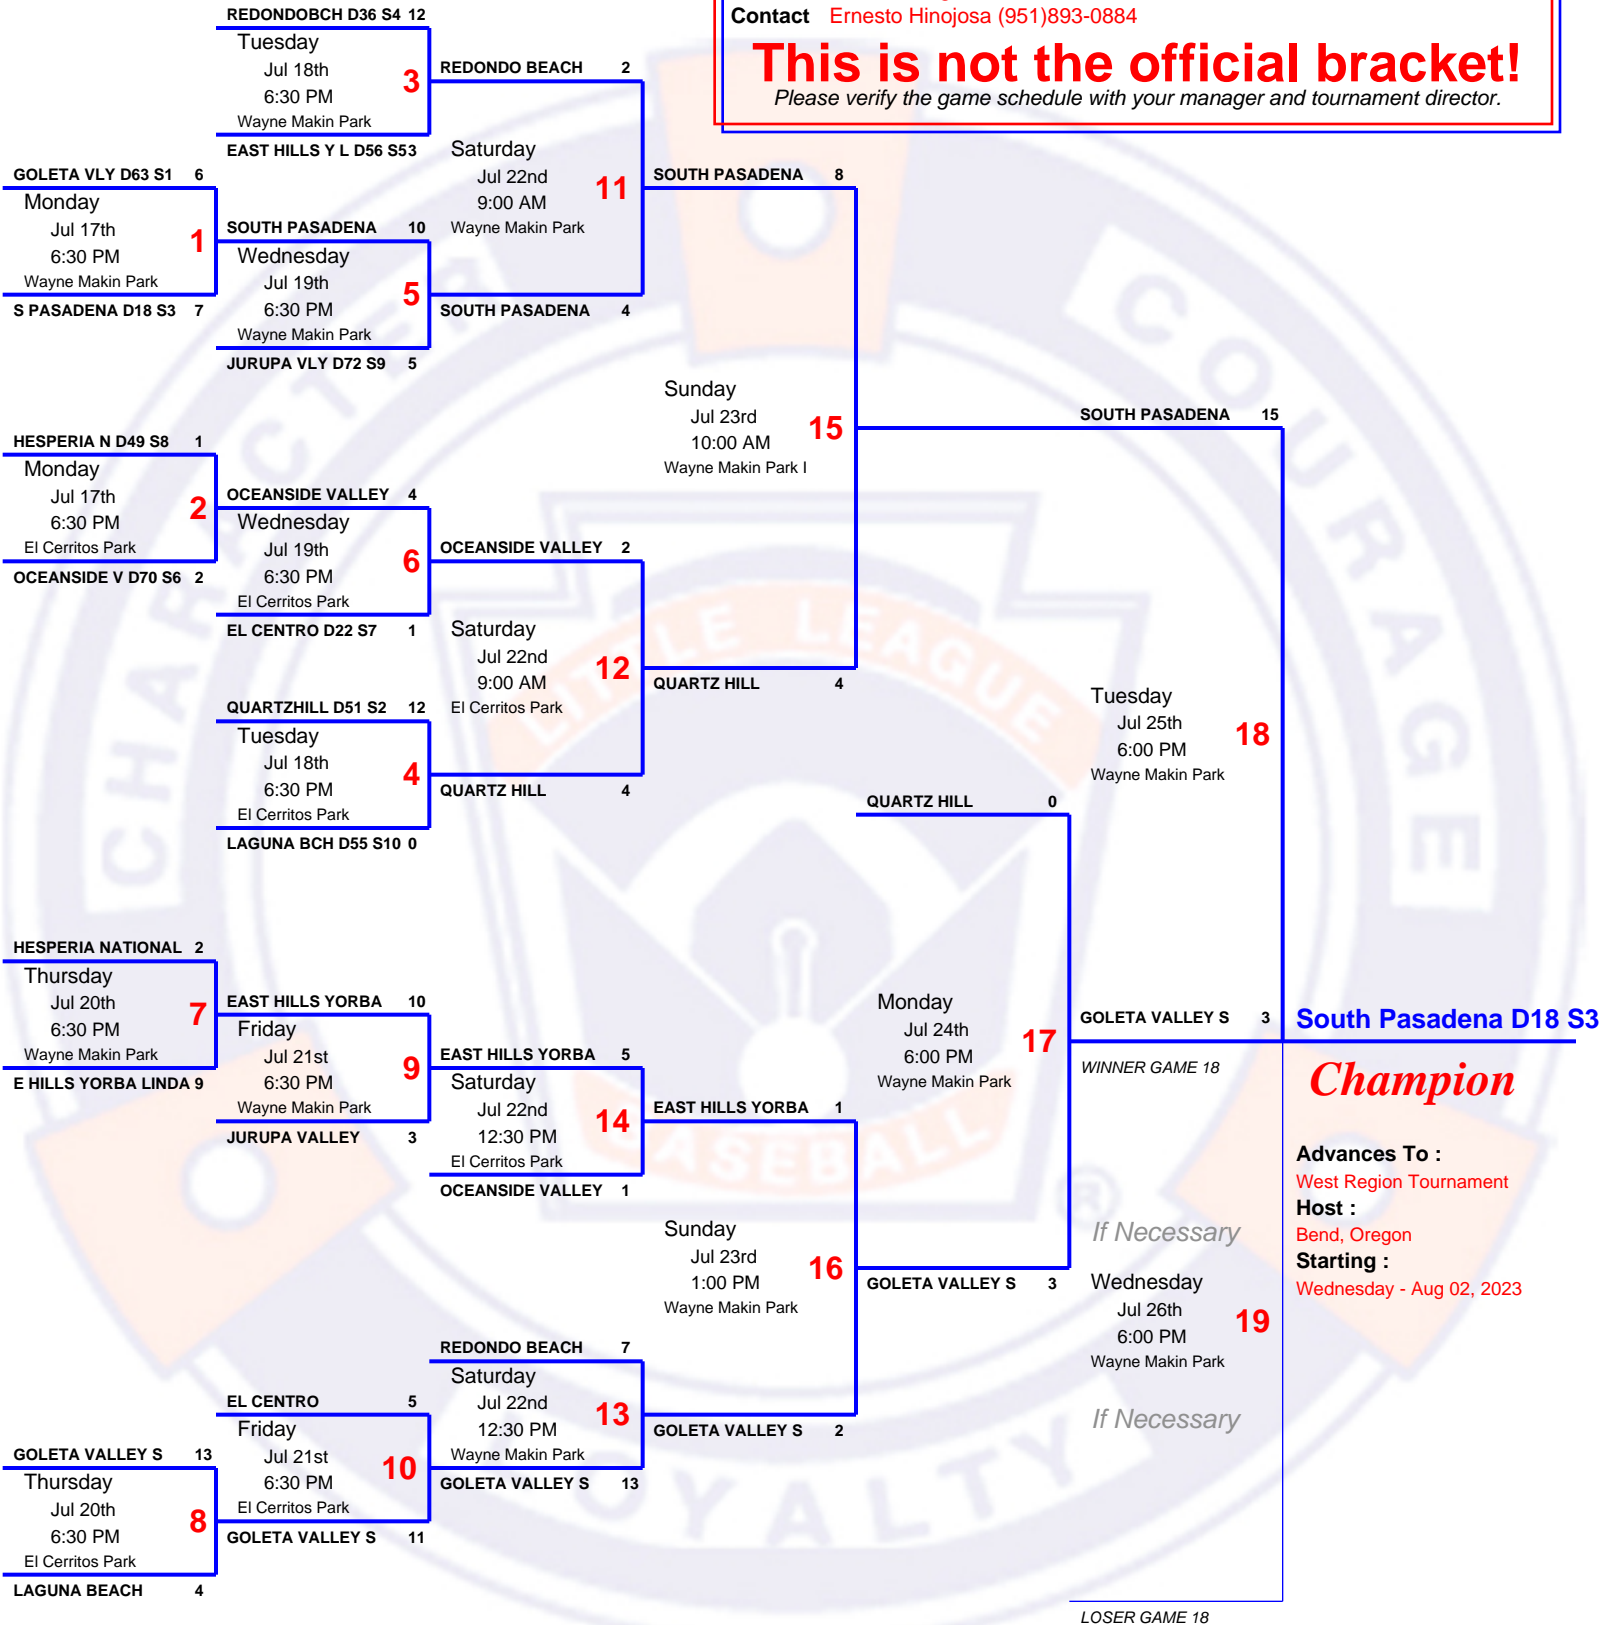 Contact Ernesto Hinojosa (951)893-0884
This is not the official bracket!
Please verify the game schedule with your manager and tournament director.
REDONDOBCH D36 S4 12
Tuesday
Jul 18th
6:30 PM
3
Wayne Makin Park
EAST HILLS Y L D56 S53
GOLETA VLY D63 S1 6
Monday
Jul 17th
6:30 PM
1
Wayne Makin Park
S PASADENA D18 S3 7
SOUTH PASADENA 10
Wednesday
Jul 19th
6:30 PM
5
Wayne Makin Park
JURUPA VLY D72 S9 5
REDONDO BEACH 2
Saturday
Jul 22nd
9:00 AM
11
Wayne Makin Park
SOUTH PASADENA 4
HESPERIA N D49 S8 1
Monday
Jul 17th
6:30 PM
2
El Cerritos Park
OCEANSIDE V D70 S6 2
OCEANSIDE VALLEY 4
Wednesday
Jul 19th
6:30 PM
6
El Cerritos Park
EL CENTRO D22 S7 1
QUARTZHILL D51 S2 12
Tuesday
Jul 18th
6:30 PM
4
El Cerritos Park
LAGUNA BCH D55 S10 0
OCEANSIDE VALLEY 2
Saturday
Jul 22nd
9:00 AM
12
El Cerritos Park
QUARTZ HILL 4
SOUTH PASADENA 8
Sunday
Jul 23rd
10:00 AM
15
Wayne Makin Park I
QUARTZ HILL 4
HESPERIA NATIONAL 2
Thursday
Jul 20th
6:30 PM
7
Wayne Makin Park
E HILLS YORBA LINDA 9
EAST HILLS YORBA 10
Friday
Jul 21st
6:30 PM
9
Wayne Makin Park
JURUPA VALLEY 3
EAST HILLS YORBA 5
Saturday
Jul 22nd
12:30 PM
14
El Cerritos Park
OCEANSIDE VALLEY 1
GOLETA VALLEY S 13
Thursday
Jul 20th
6:30 PM
8
El Cerritos Park
LAGUNA BEACH 4
EL CENTRO 5
Friday
Jul 21st
6:30 PM
10
El Cerritos Park
GOLETA VALLEY S 11
REDONDO BEACH 7
Saturday
Jul 22nd
12:30 PM
13
Wayne Makin Park
GOLETA VALLEY S 13
EAST HILLS YORBA 1
Sunday
Jul 23rd
1:00 PM
16
Wayne Makin Park
GOLETA VALLEY S 2
QUARTZ HILL 0
Monday
Jul 24th
6:00 PM
17
Wayne Makin Park
GOLETA VALLEY S 3
SOUTH PASADENA 15
Tuesday
Jul 25th
6:00 PM
18
Wayne Makin Park
GOLETA VALLEY S 3
WINNER GAME 18
If Necessary
Wednesday
Jul 26th
6:00 PM
19
Wayne Makin Park
If Necessary
LOSER GAME 18
South Pasadena D18 S3
Champion
Advances To :
West Region Tournament
Host :
Bend, Oregon
Starting :
Wednesday - Aug 02, 2023
CHARACTER
COURAGE
LOYALTY
LITTLE LEAGUE
BASEBALL
®